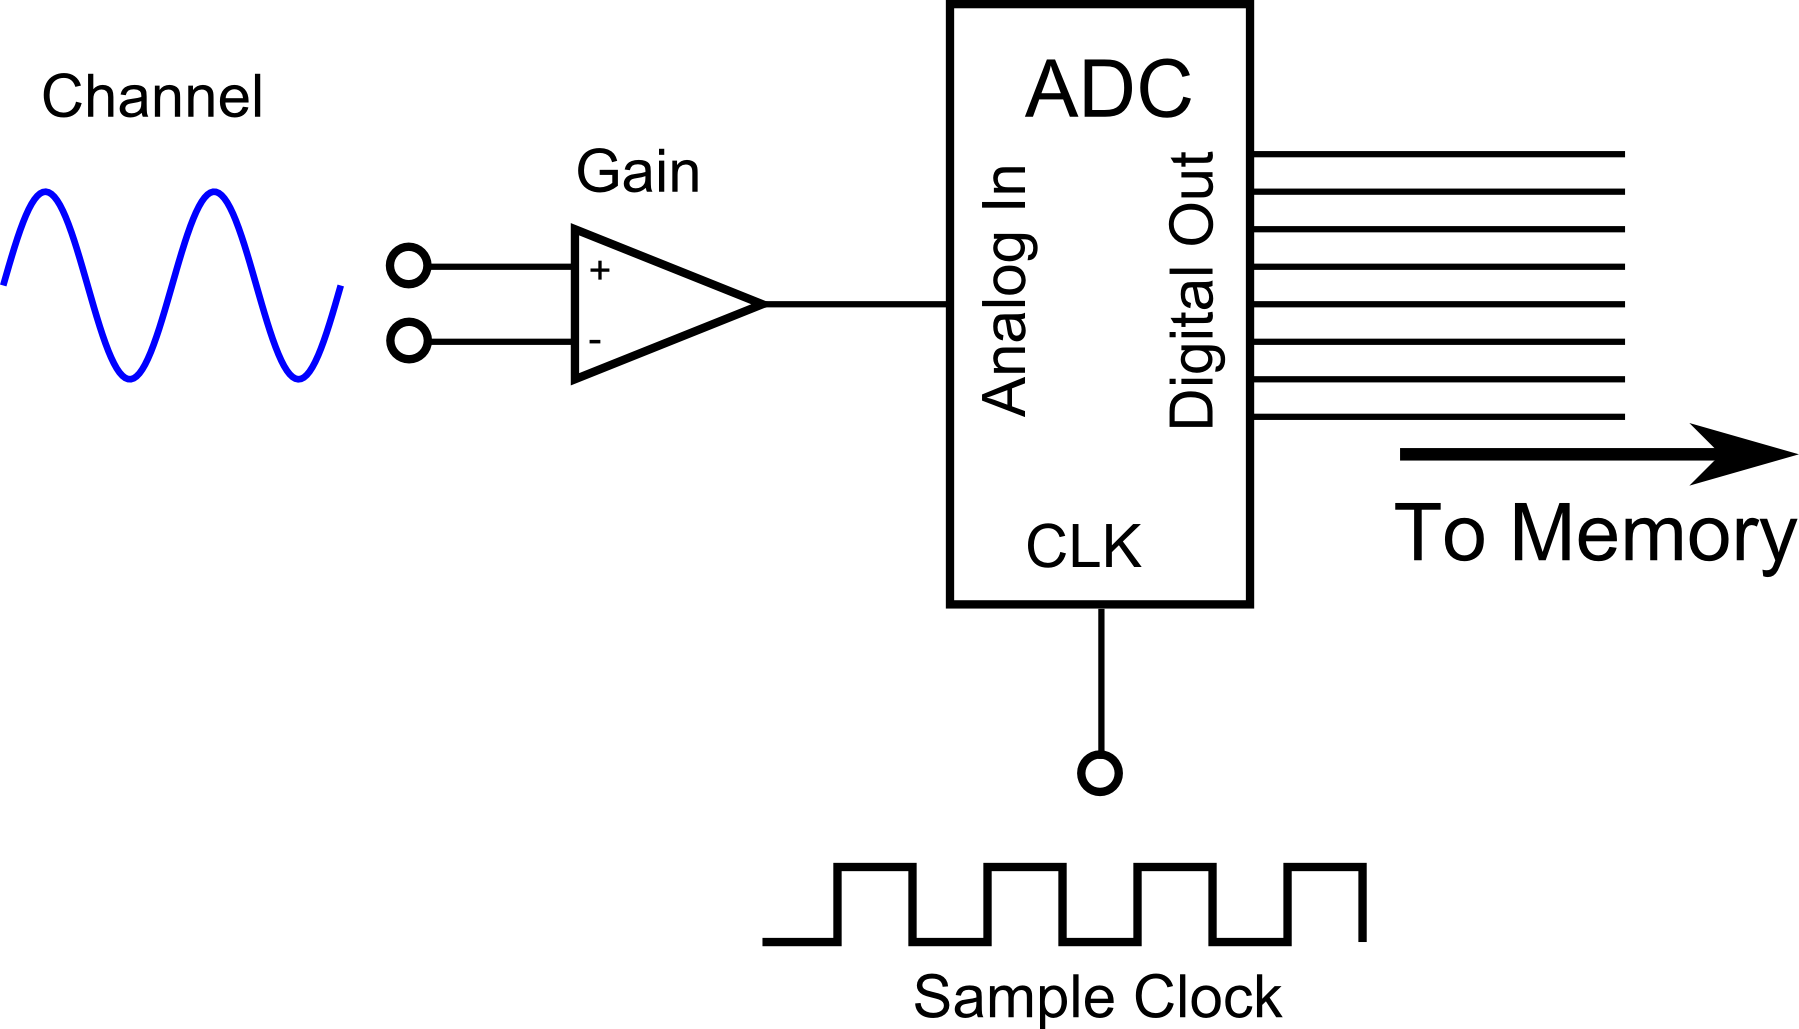 Channel
Gain
+
-
ADC
Analog In
Digital Out
CLK
To Memory
Sample Clock